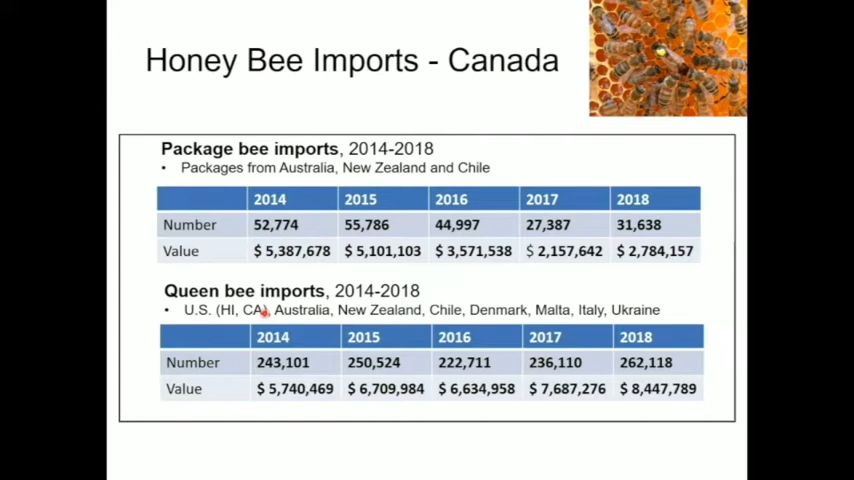 Honey Bee Imports - Canada
Package bee imports, 2014-2018
• Packages from Australia, New Zealand and Chile
2014 2015 2016 2017 2018
Number 52,774 55,786 44,997 27,387 31,638
Value $ 5,387,678 $ 5,101,103 $ 3,571,538 $ 2,157,642 $ 2,784,157
Queen bee imports, 2014-2018
• U.S. (HI, CA), Australia, New Zealand, Chile, Denmark, Malta, Italy, Ukraine
2014 2015 2016 2017 2018
Number 243,101 250,524 222,711 236,110 262,118
Value $ 5,740,469 $ 6,709,984 $ 6,634,958 $ 7,687,276 $ 8,447,789